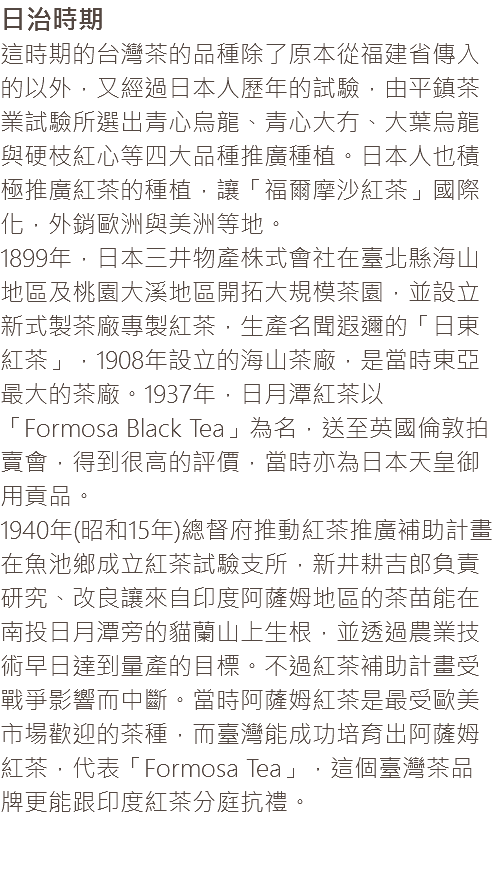 日治時期
這時期的台灣茶的品種除了原本從福建省傳入
的以外，又經過日本人歷年的試驗，由平鎮茶
業試驗所選出青心烏龍、青心大冇、大葉烏龍
與硬枝紅心等四大品種推廣種植。日本人也積
極推廣紅茶的種植，讓「福爾摩沙紅茶」國際
化，外銷歐洲與美洲等地。
1899年，日本三井物產株式會社在臺北縣海山
地區及桃園大溪地區開拓大規模茶園，並設立
新式製茶廠專製紅茶，生產名聞遐邇的「日東
紅茶」，1908年設立的海山茶廠，是當時東亞
最大的茶廠。1937年，日月潭紅茶以
「Formosa Black Tea」為名，送至英國倫敦拍
賣會，得到很高的評價，當時亦為日本天皇御
用貢品。
1940年(昭和15年)總督府推動紅茶推廣補助計畫
在魚池鄉成立紅茶試驗支所，新井耕吉郎負責
研究、改良讓來自印度阿薩姆地區的茶苗能在
南投日月潭旁的貓蘭山上生根，並透過農業技
術早日達到量產的目標。不過紅茶補助計畫受
戰爭影響而中斷。當時阿薩姆紅茶是最受歐美
市場歡迎的茶種，而臺灣能成功培育出阿薩姆
紅茶，代表「Formosa Tea」，這個臺灣茶品
牌更能跟印度紅茶分庭抗禮。